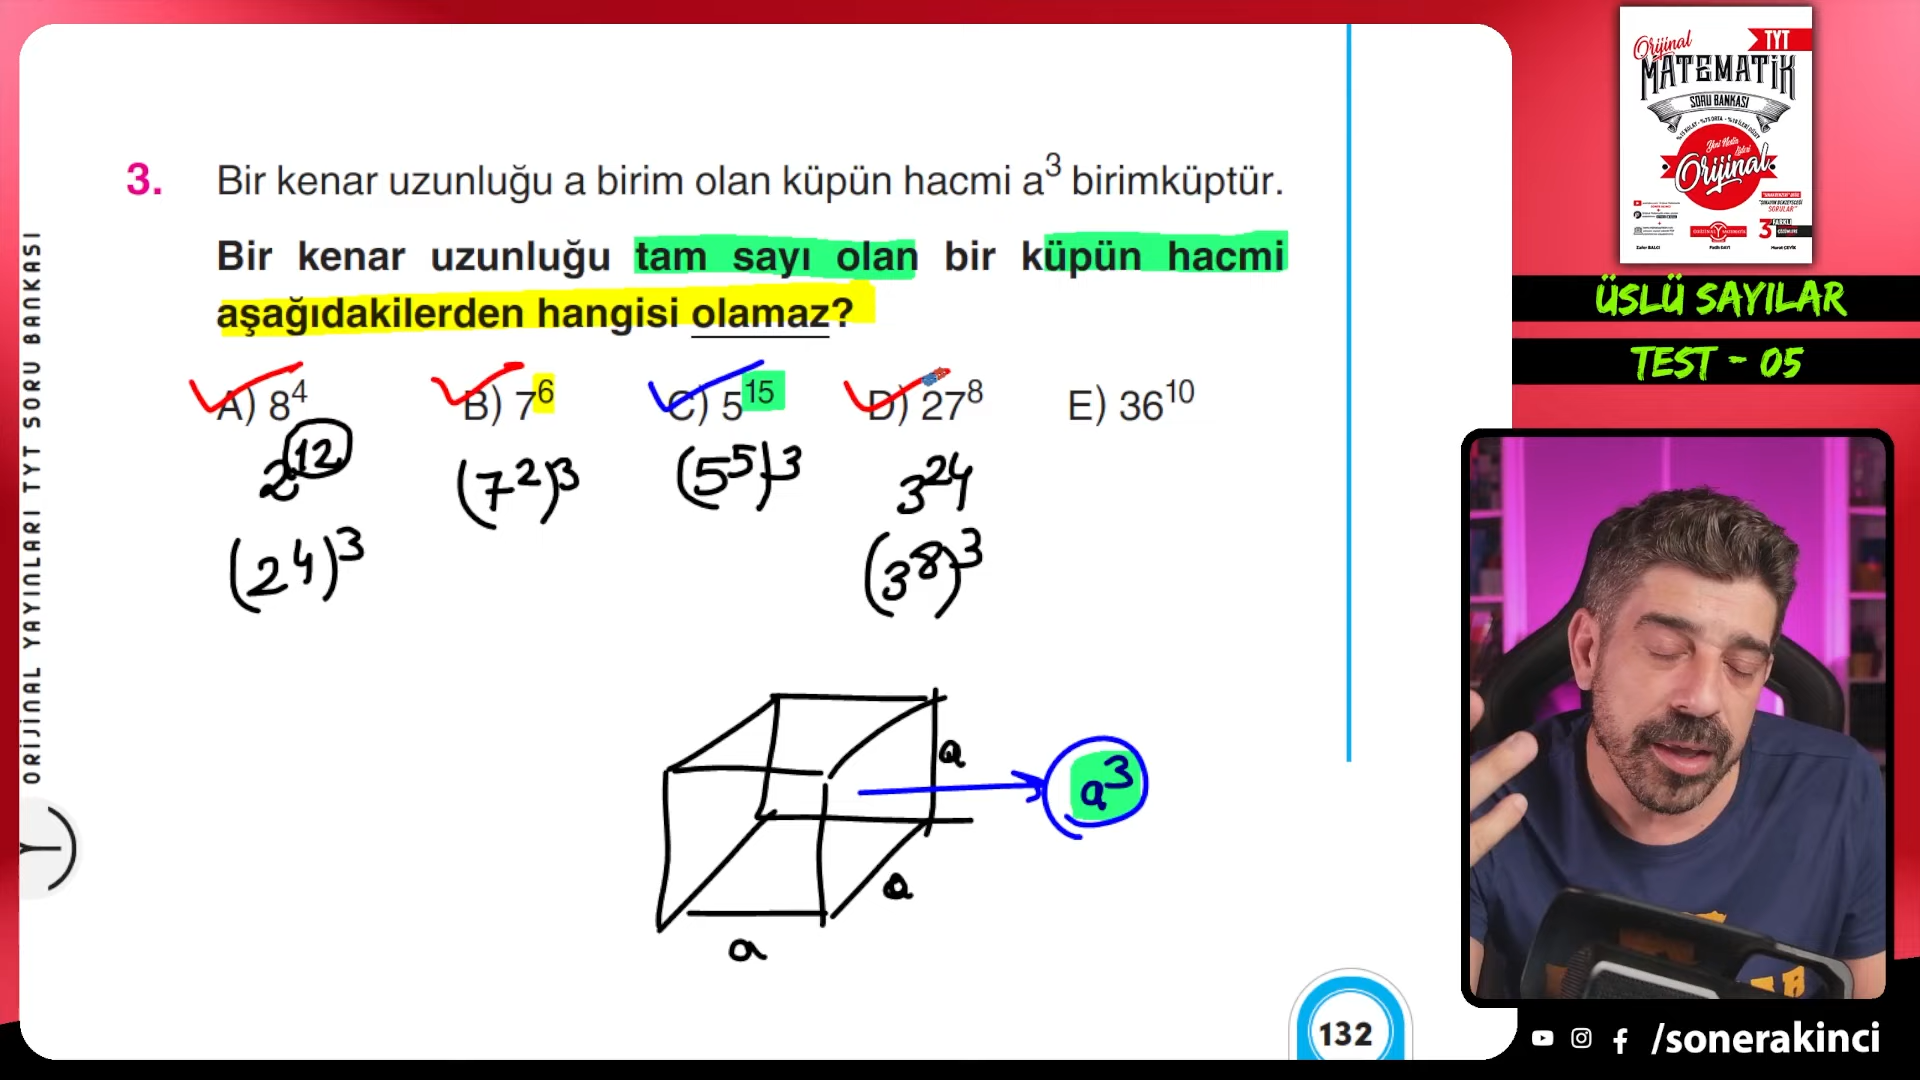 3. Bir kenar uzunluğu a birim olan küpün hacmi a³ birimküptür.
Bir kenar uzunluğu tam sayı olan bir küpün hacmi
aşağıdakilerden hangisi olamaz?
A) 8⁴ B) 7⁶ C) 5¹⁵ D) 27⁸ E) 36¹⁰
2¹² (7²)³ (5⁵)³ 3²⁴
(2⁴)³ (3⁸)³
a
a³
a
a
132
ORİJİNAL YAYINLARI TYT SORU BANKASI
Orijinal
TYT
MATEMATİK
SORU BANKASI
Orijinal
ÜSLÜ SAYILAR
TEST - 05
/sonerakinci